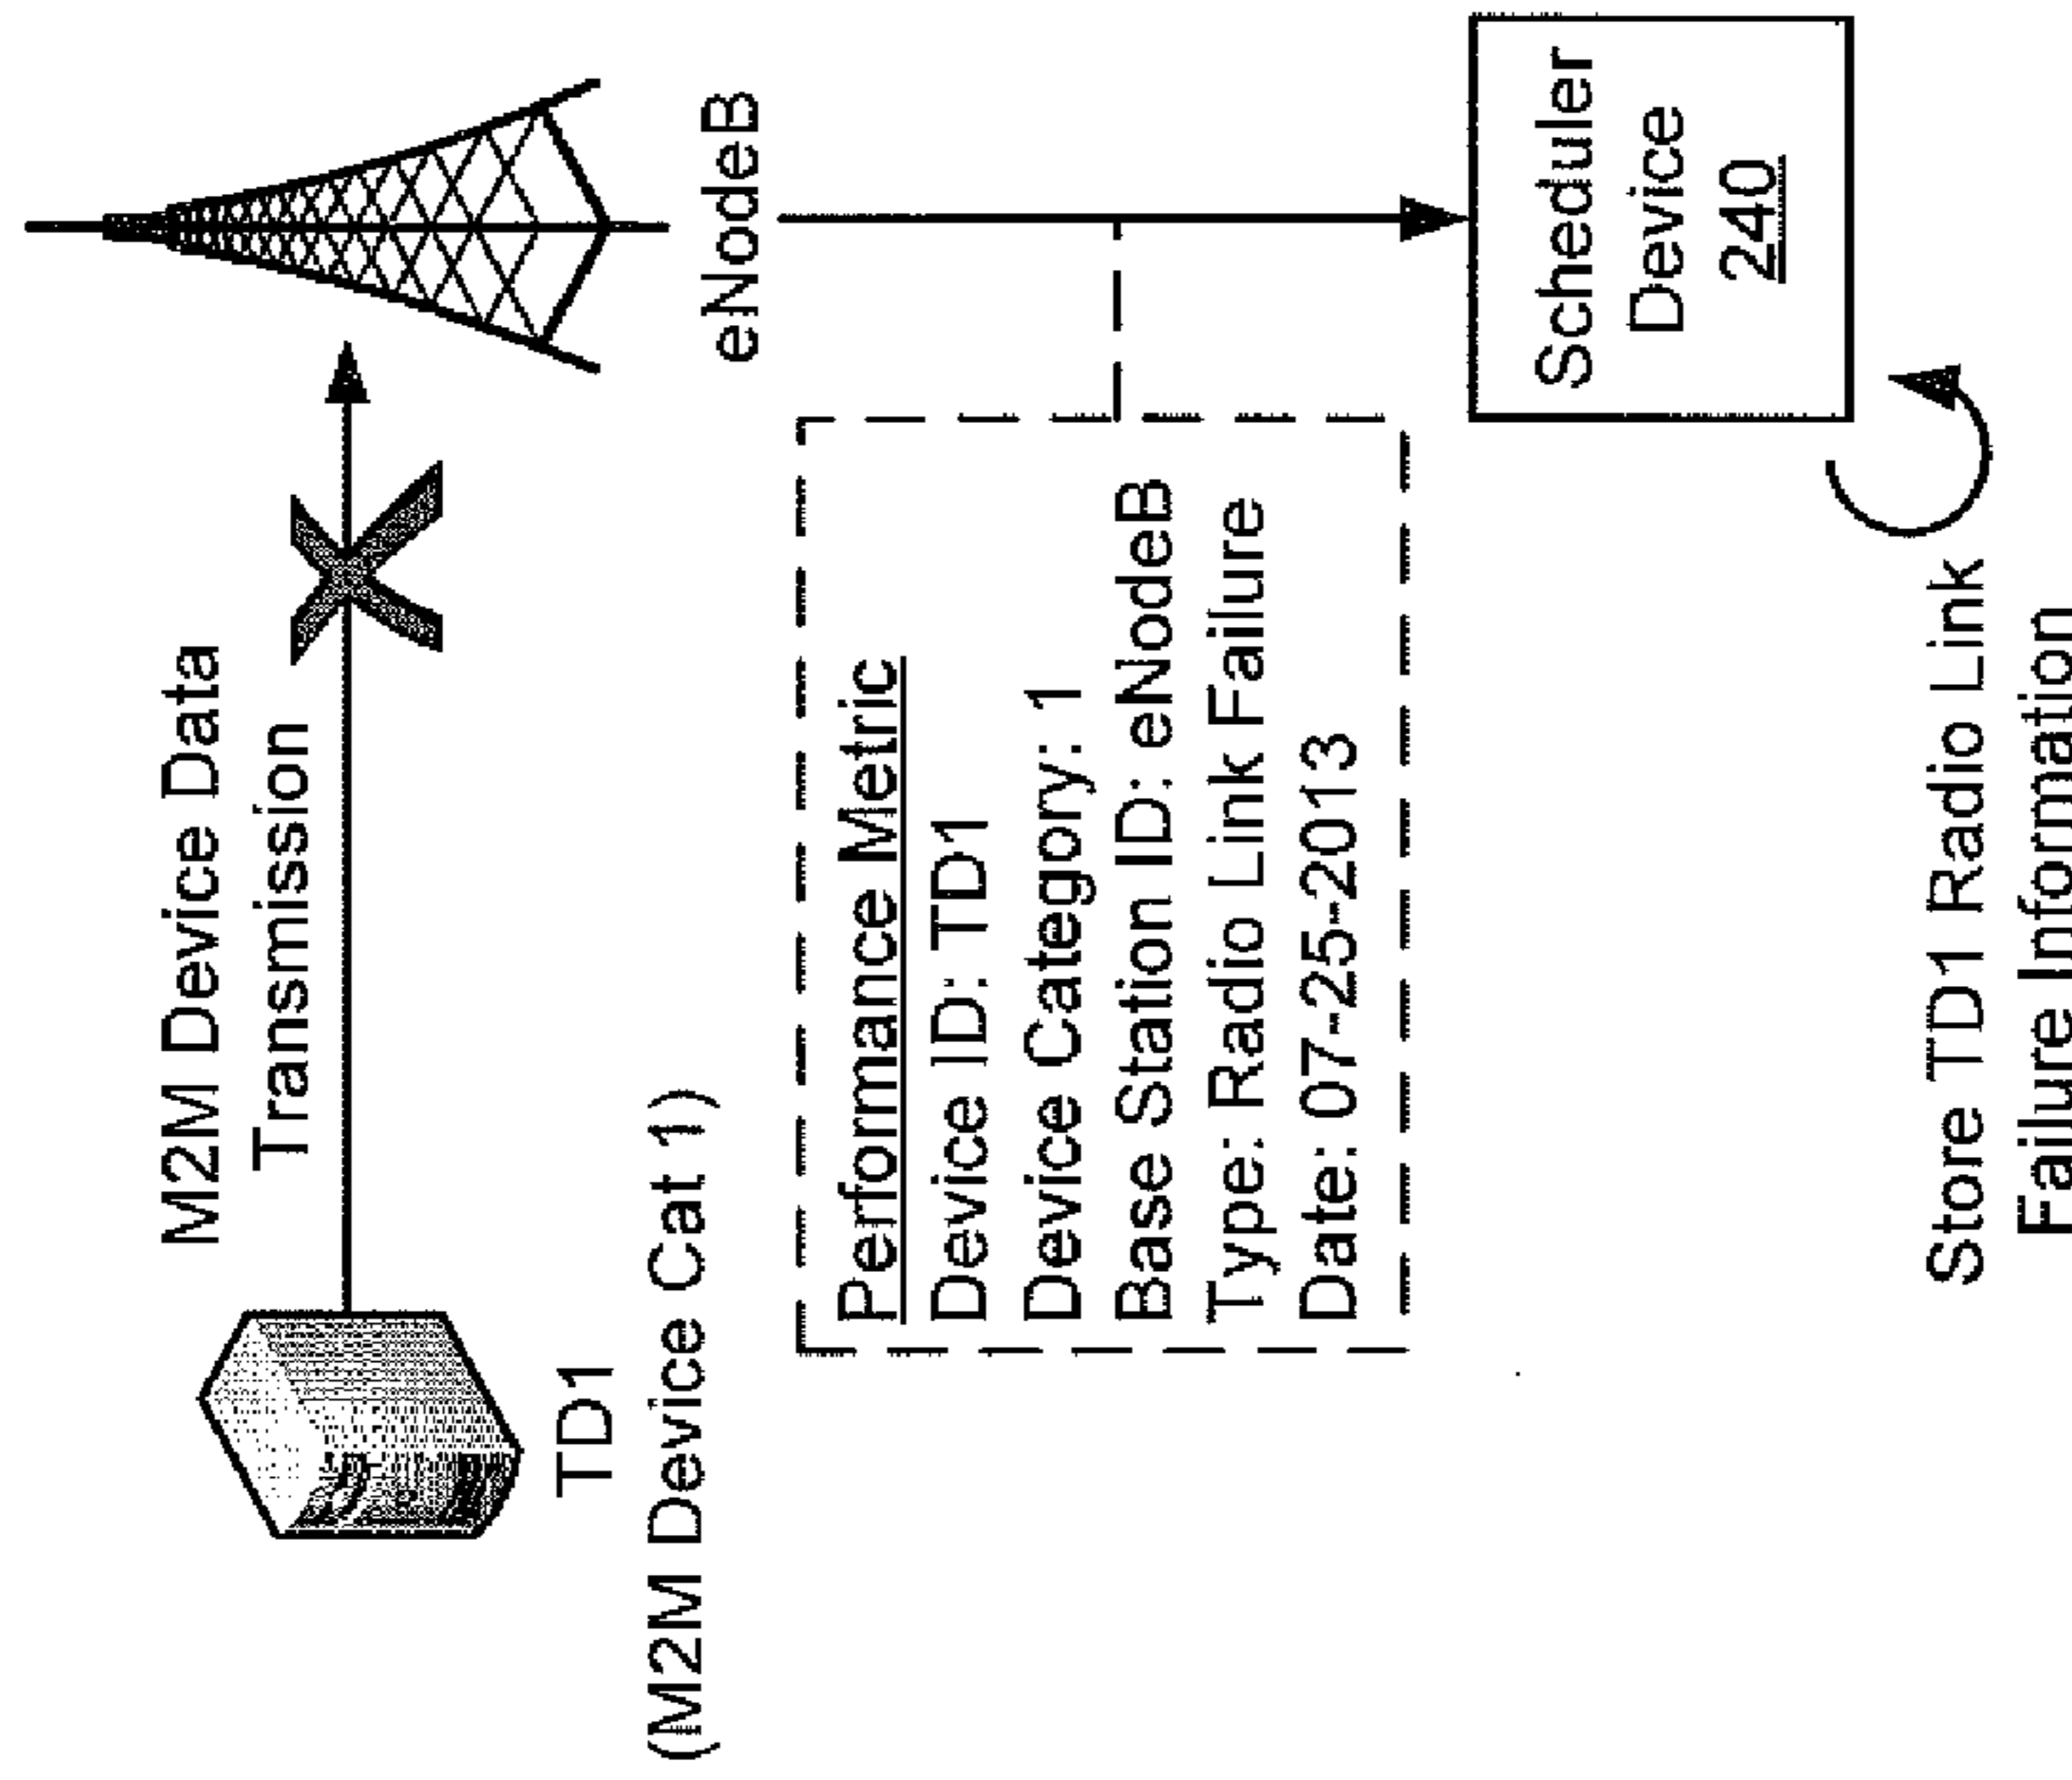 M2M Device Data
Transmission
TD1
(M2M Device Cat 1)
eNodeB
Performance Metric
Device ID: TD1
Device Category: 1
Base Station ID: eNodeB
Type: Radio Link Failure
Date: 07-25-2013
Scheduler
Device
240
Store TD1 Radio Link
Failure Information